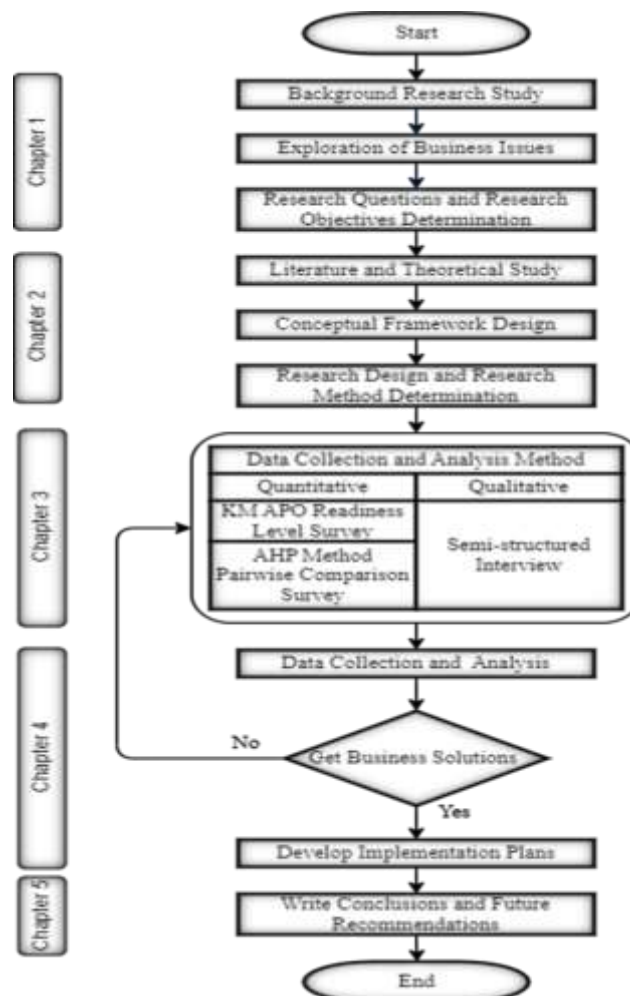 Start
Chapter 1
Background Research Study
Exploration of Business Issues
Research Questions and Research
Objectives Determination
Chapter 2
Literature and Theoretical Study
Conceptual Framework Design
Research Design and Research
Method Determination
Chapter 3
Data Collection and Analysis Method
Quantitative
Qualitative
KM APO Readiness
Level Survey
AHP Method
Pairwise Comparison
Survey
Semi-structured
Interview
Chapter 4
Data Collection and Analysis
No
Get Business Solutions
Yes
Develop Implementation Plans
Chapter 5
Write Conclusions and Future
Recommendations
End